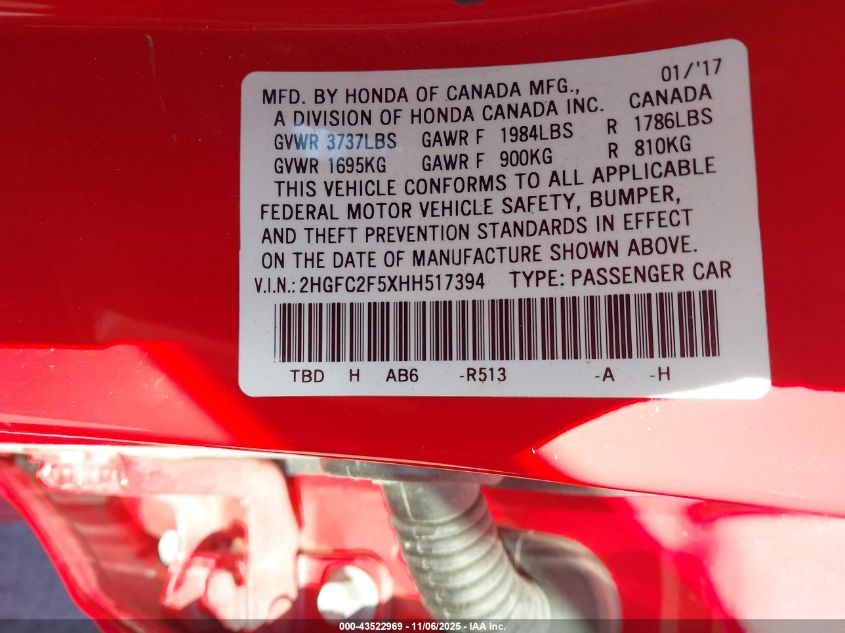 01/'17
MFD. BY HONDA OF CANADA MFG.,
A DIVISION OF HONDA CANADA INC. CANADA
GVWR 3737LBS GAWR F 1984LBS R 1786LBS
GVWR 1695KG GAWR F 900KG R 810KG
THIS VEHICLE CONFORMS TO ALL APPLICABLE
FEDERAL MOTOR VEHICLE SAFETY, BUMPER,
AND THEFT PREVENTION STANDARDS IN EFFECT
ON THE DATE OF MANUFACTURE SHOWN ABOVE.
V.I.N.: 2HGFC2F5XHH517394 TYPE: PASSENGER CAR
TBD H AB6 -R513 -A -H
000-43522969 - 11/06/2025 - IAA Inc.